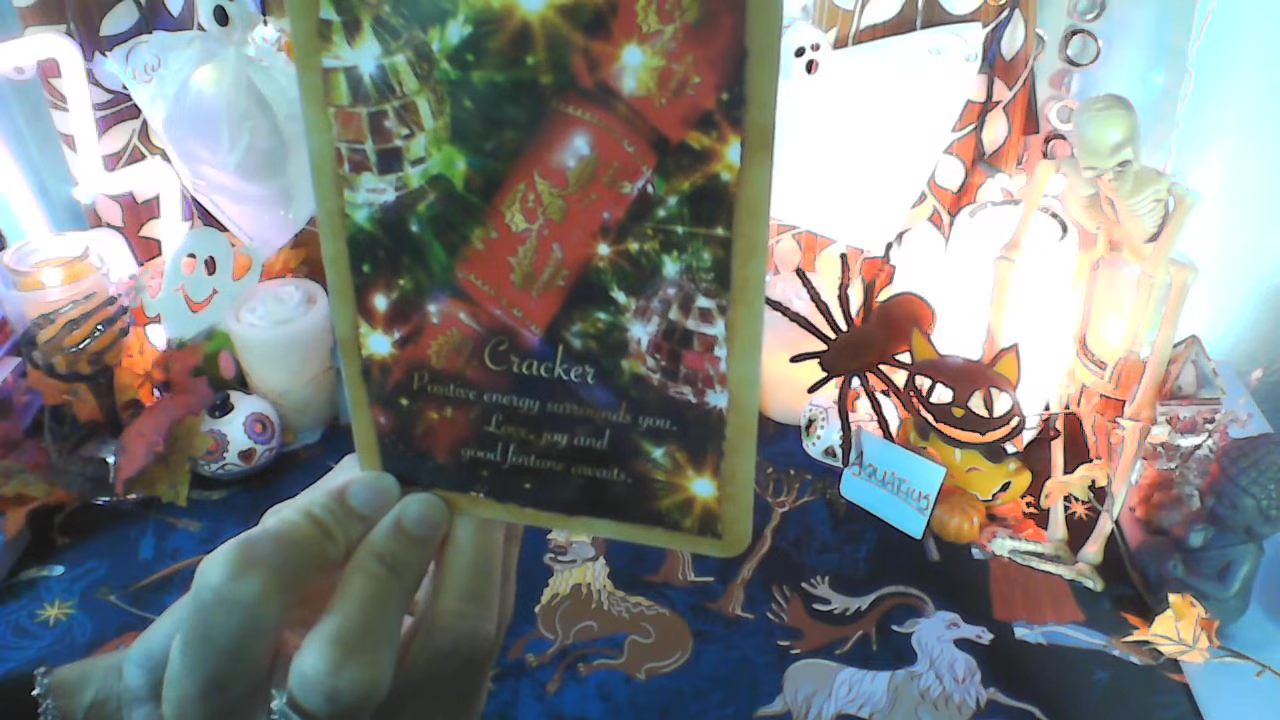 Cracker
Positive energy surrounds you.
Love, joy and
good fortune awaits.
AQUARIUS